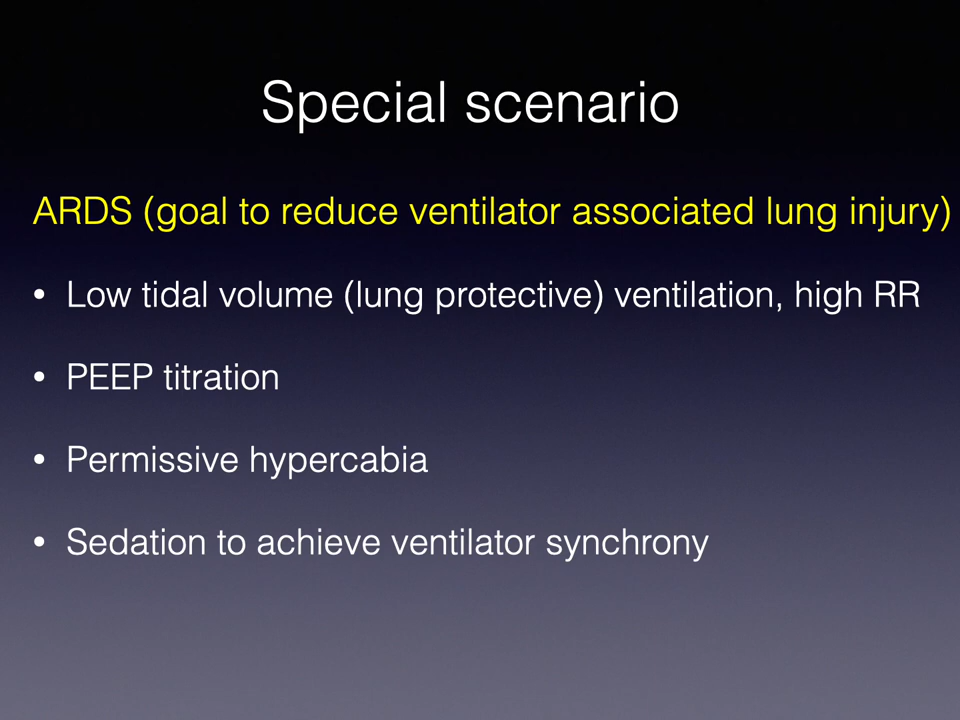 Special scenario
ARDS (goal to reduce ventilator associated lung injury)
• Low tidal volume (lung protective) ventilation, high RR
• PEEP titration
• Permissive hypercabia
• Sedation to achieve ventilator synchrony